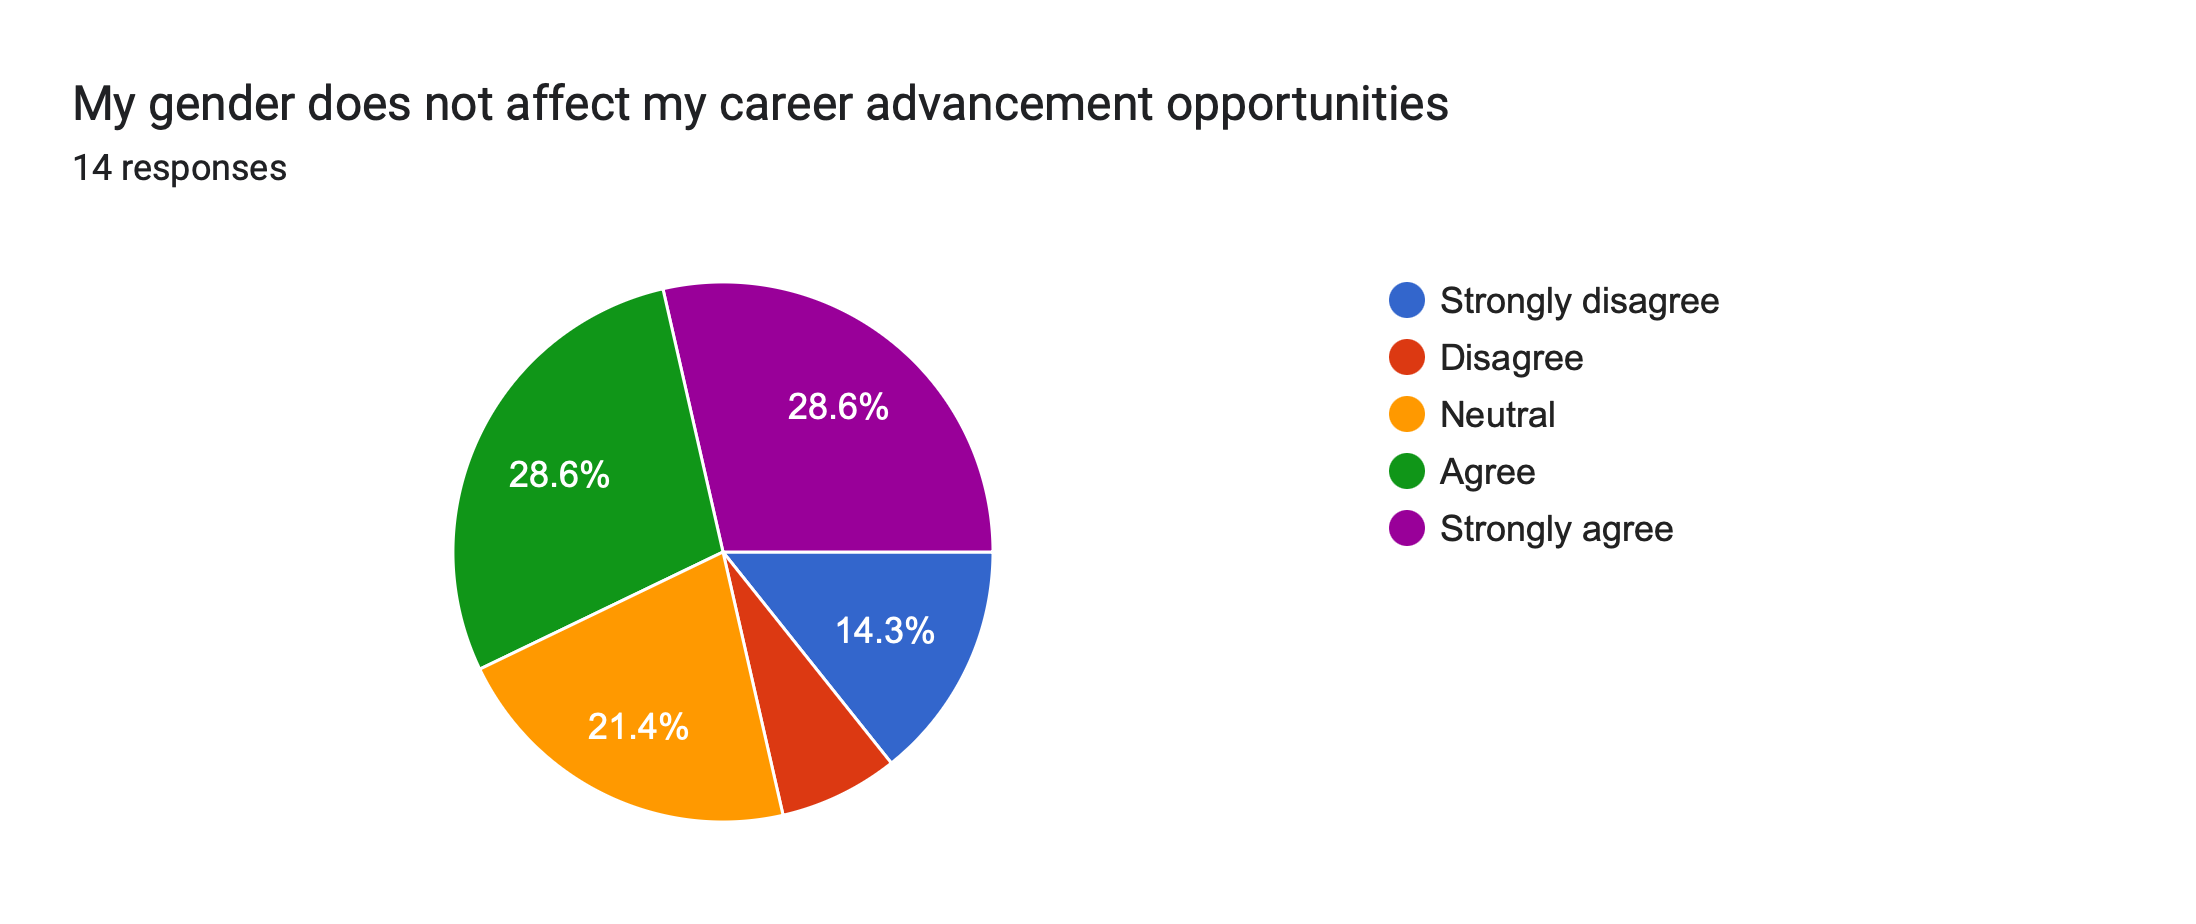 My gender does not affect my career advancement opportunities
14 responses
28.6%
28.6%
14.3%
21.4%
Strongly disagree
Disagree
Neutral
Agree
Strongly agree